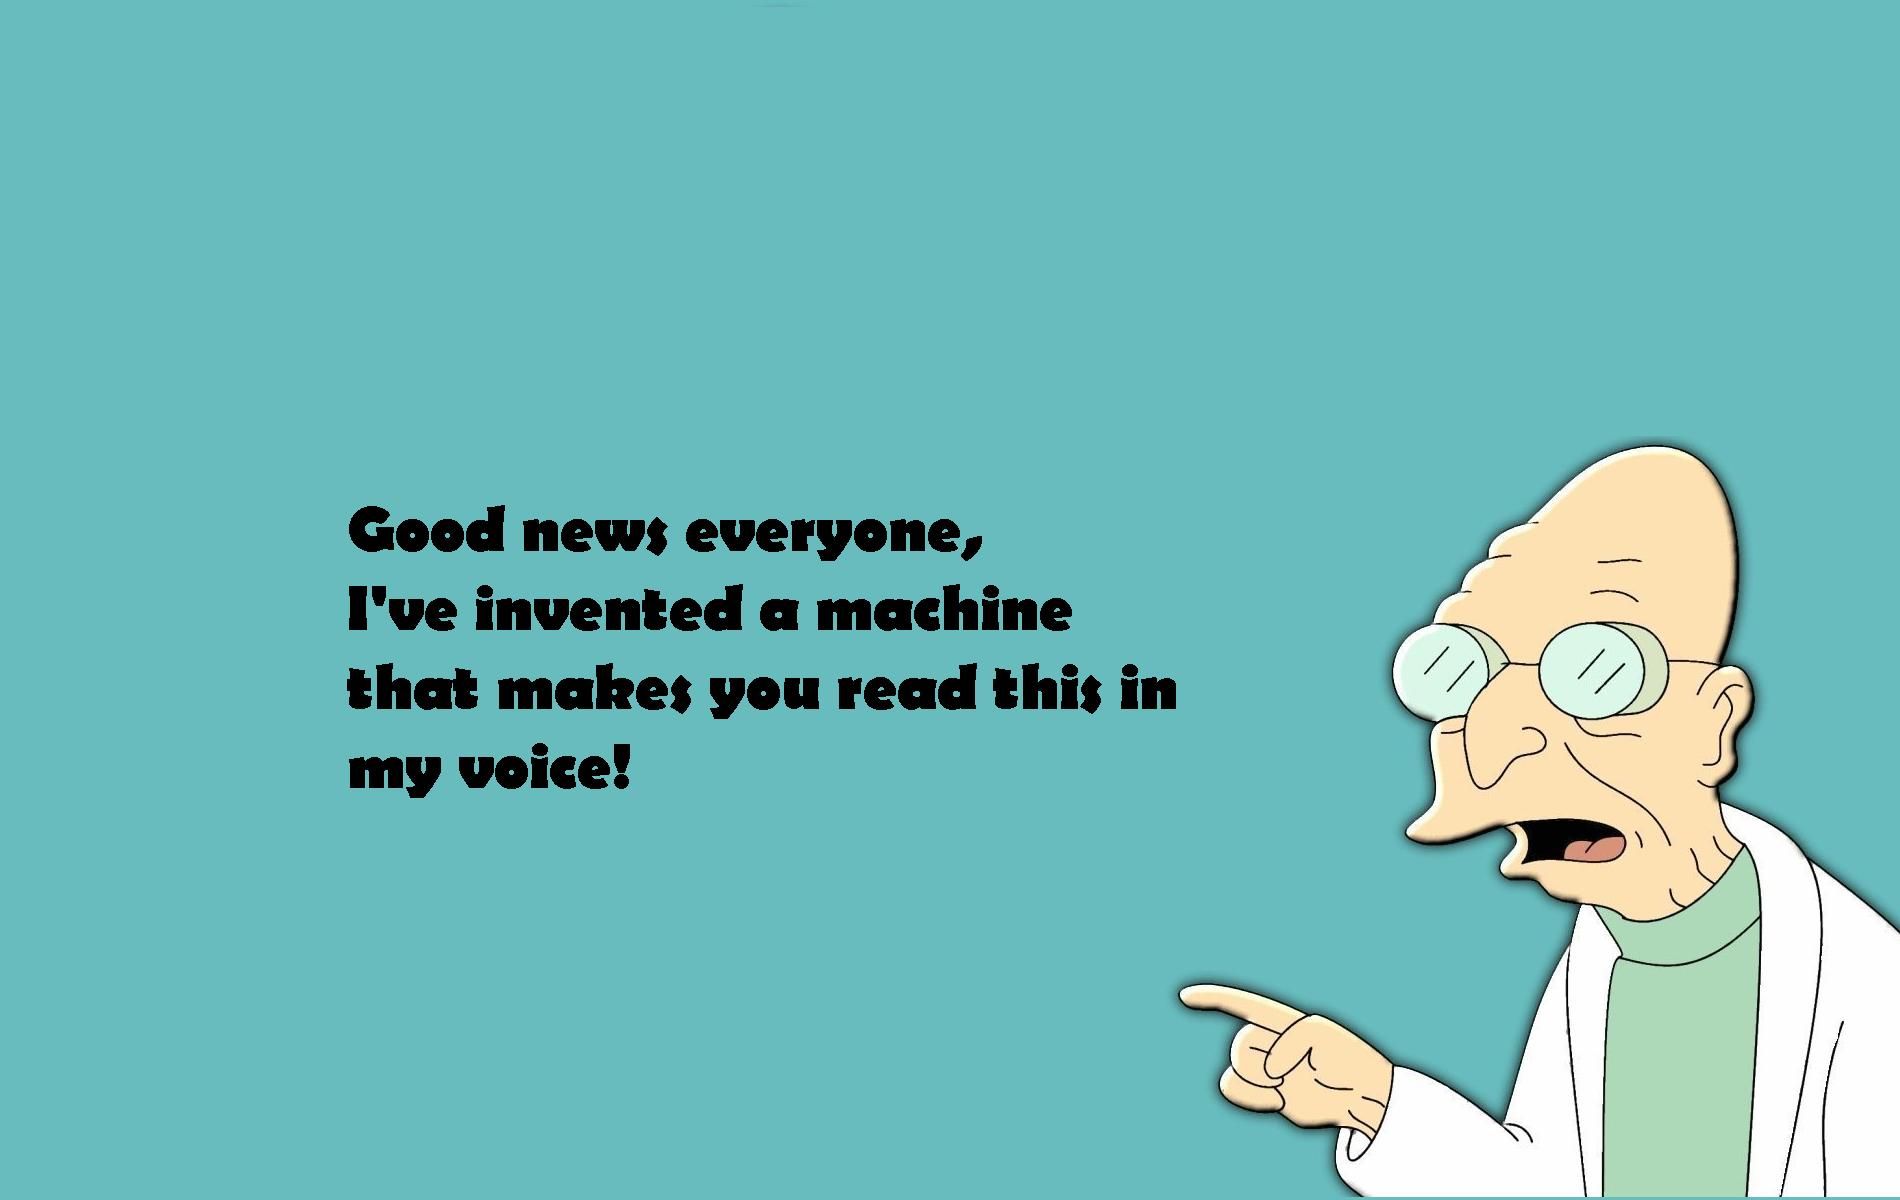 Good news everyone,
I've invented a machine
that makes you read this in
my voice!